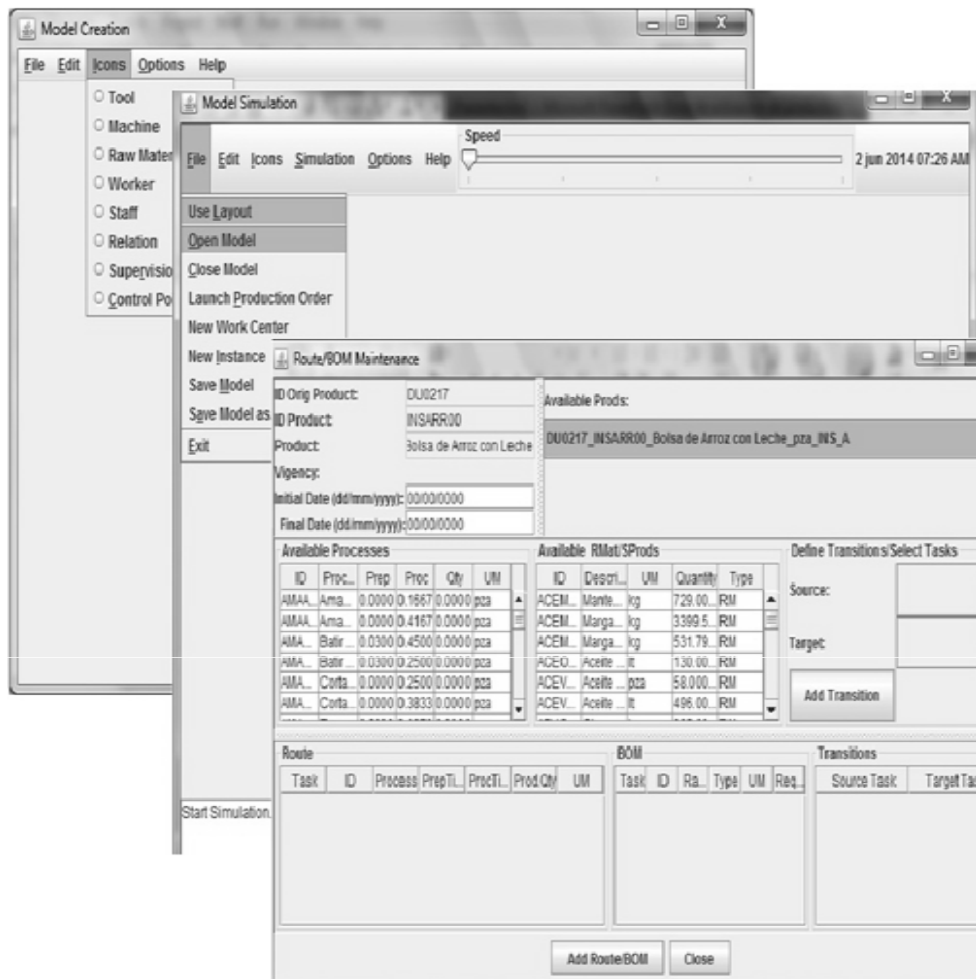 Model Creation
File Edit Icons Options Help
Tool
Machine
Raw Mater
Worker
Staff
Relation
Supervisio
Control Po
Model Simulation
File Edit Icons Simulation Options Help
Speed
2 jun 2014 07:26 AM
Use Layout
Open Model
Close Model
Launch Production Order
New Work Center
New Instance
Save Model
Save Model as
Exit
Start Simulation.
Route/BOM Maintenance
ID Orig Product: DU0217
ID Product: INSARR00
Product: Bolsa de Arroz con Leche
Vigency:
Initial Date (dd/mm/yyyy): 00/00/0000
Final Date (dd/mm/yyyy): 00/00/0000
Available Prods:
DU0217_INSARR00_Bolsa de Arroz con Leche_pza_INS_A
Available Processes
ID Proc... Prep Proc Qty UM
AMAA... Ama... 0.0000 0.1667 0.0000 pza
AMA... Ama... 0.0000 0.4167 0.0000 pza
AMA... Batir ... 0.0300 0.4500 0.0000 pza
AMA... Batir ... 0.0300 0.2500 0.0000 pza
AMA... Corta... 0.0000 0.2500 0.0000 pza
AMA... Corta... 0.0000 0.3833 0.0000 pza
Available RMat/SProds
ID Descri... UM Quantity Type
ACEM... Mante... kg 729.00... RM
ACEM... Marga... kg 3399.5... RM
ACEM... Marga... kg 531.79... RM
ACEO... Aceite ... lt 130.00... RM
ACEV... Aceite ... pza 58.000... RM
ACEV... Aceite ... lt 496.00... RM
Define Transitions/Select Tasks
Source:
Target:
Add Transition
Route
Task ID Process PrepTi... ProcTi... Prod.Qty UM
BOM
Task ID Ra... Type UM Req...
Transitions
Source Task Target Tas
Add Route/BOM Close